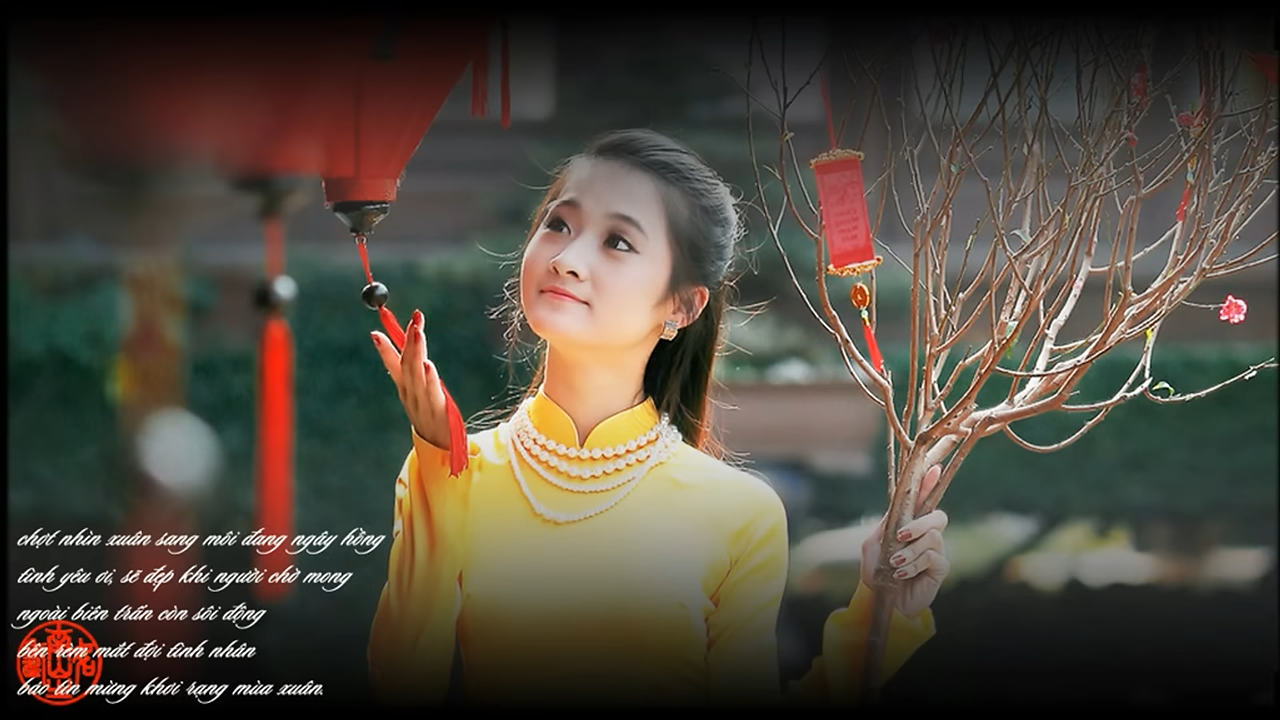 chợt nhìn xuân sang môi đang ngây hồng
tình yêu ơi, sẽ đẹp khi người chờ mong
ngoài biên trấn còn sôi động
bên rèm mắt đợi tình nhân
báo tin mừng khơi rạng mùa xuân.